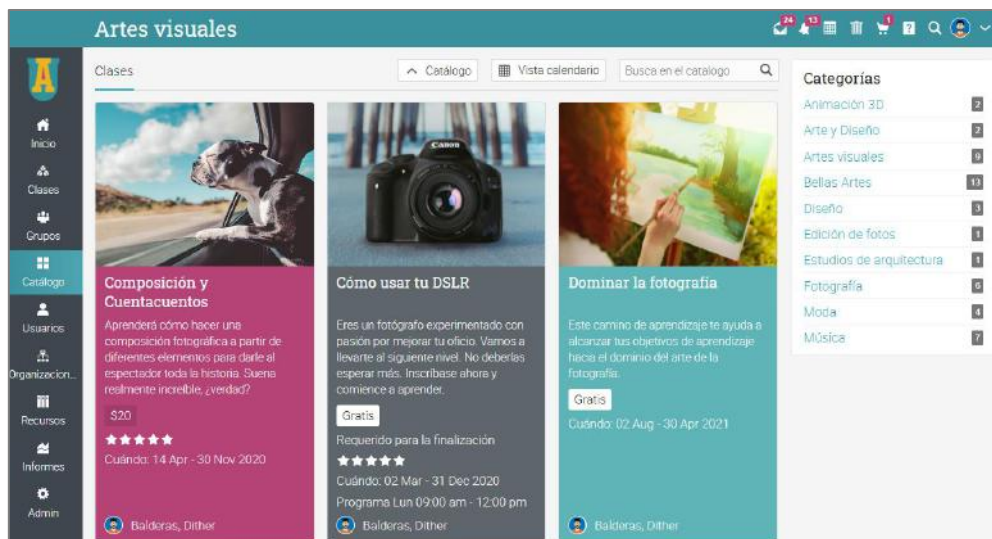 Artes visuales
24
13
1
Clases
Catálogo
Vista calendario
Busca en el catalogo
Inicio
Clases
Grupos
Catálogo
Usuarios
Organizacion...
Recursos
Informes
Admin
Composición y
Cuentacuentos
Aprenderá cómo hacer una
composición fotográfica a partir de
diferentes elementos para darle al
espectador toda la historia. Suena
realmente increíble, ¿verdad?
$20
Cuándo: 14 Apr - 30 Nov 2020
Balderas, Dither
Canon
Cómo usar tu DSLR
Eres un fotógrafo experimentado con
pasión por mejorar tu oficio. Vamos a
llevarte al siguiente nivel. No deberías
esperar más. Inscríbase ahora y
comience a aprender.
Gratis
Requerido para la finalización
Cuándo: 02 Mar - 31 Dec 2020
Programa Lun 09:00 am - 12:00 pm
Balderas, Dither
Dominar la fotografía
Este camino de aprendizaje te ayuda a
alcanzar tus objetivos de aprendizaje
hacia el dominio del arte de la
fotografía.
Gratis
Cuándo: 02 Aug - 30 Apr 2021
Balderas, Dither
Categorías
Animación 3D 2
Arte y Diseño 2
Artes visuales 9
Bellas Artes 13
Diseño 3
Edición de fotos 1
Estudios de arquitectura 1
Fotografía 6
Moda 4
Música 7